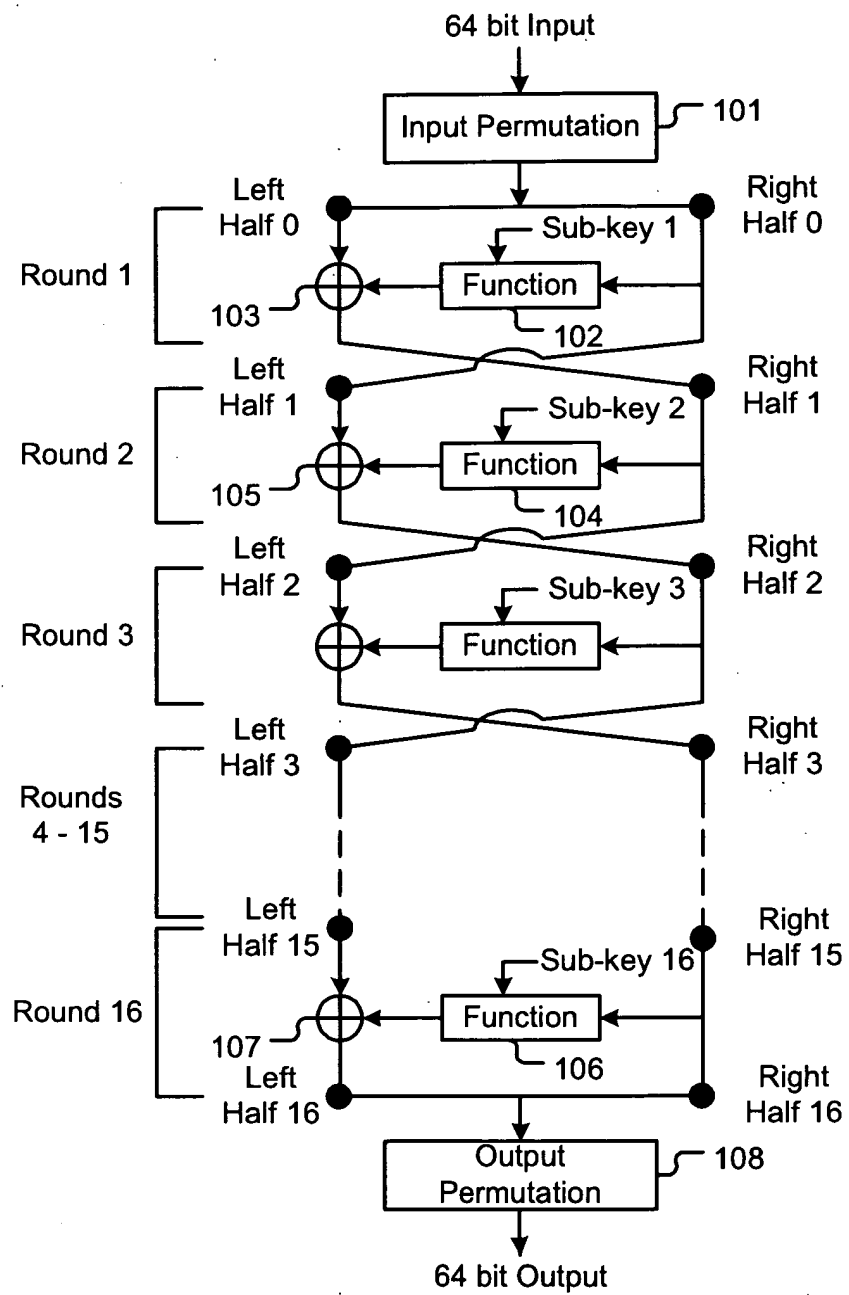 64 bit Input
Input Permutation
101
Left
Half 0
Right
Half 0
Sub-key 1
Round 1
Function
103
102
Left
Half 1
Right
Half 1
Sub-key 2
Round 2
Function
105
104
Left
Half 2
Right
Half 2
Sub-key 3
Round 3
Function
Left
Half 3
Right
Half 3
Rounds
4 - 15
Left
Half 15
Right
Half 15
Sub-key 16
Round 16
Function
107
106
Left
Half 16
Right
Half 16
Output
Permutation
108
64 bit Output